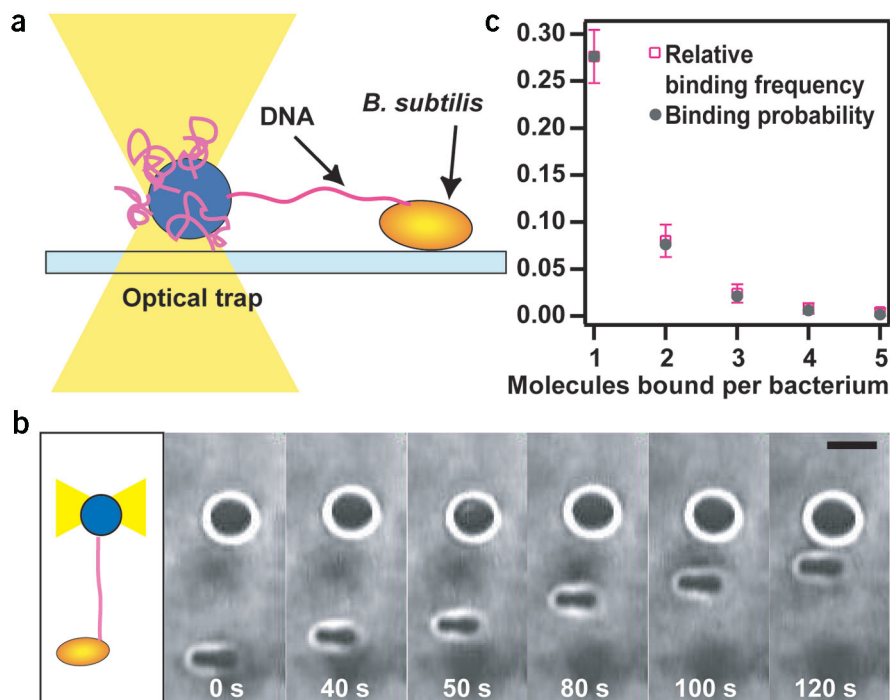 a
DNA
B. subtilis
Optical trap
c
0.30
0.25
0.20
0.15
0.10
0.05
0.00
Relative
binding frequency
Binding probability
1 2 3 4 5
Molecules bound per bacterium
b
0 s 40 s 50 s 80 s 100 s 120 s